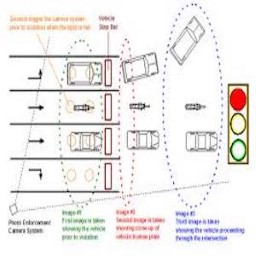 Sensors trigger the camera system
prior to violation when the light is red
Vehicle
Stop Bar
Photo Enforcement
Camera System
Image #1
First image is taken
showing the vehicle
prior to violation
Image #2
Second image is taken
showing close up of
vehicle license plate
Image #3
Third image is taken
showing the vehicle proceeding
through the intersection